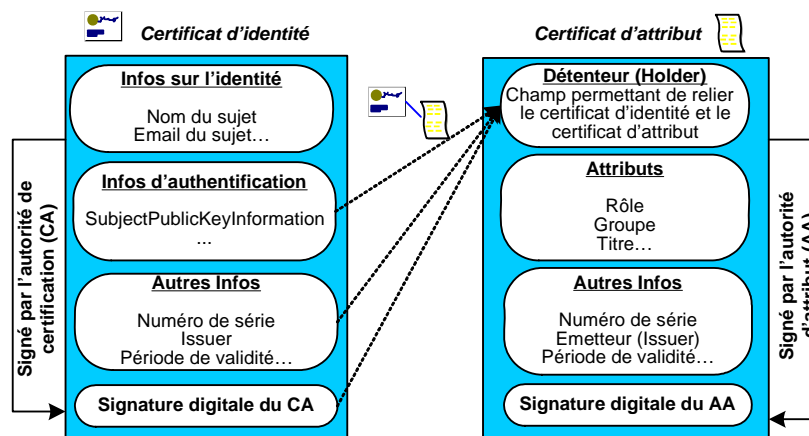 Certificat d'identité
Infos sur l'identité
Nom du sujet
Email du sujet…
Infos d'authentification
SubjectPublicKeyInformation
...
Autres Infos
Numéro de série
Issuer
Période de validité…
Signature digitale du CA
Signé par l'autorité de
certification (CA)
Certificat d'attribut
Détenteur (Holder)
Champ permettant de relier
le certificat d'identité et le
certificat d'attribut
Attributs
Rôle
Groupe
Titre…
Autres Infos
Numéro de série
Emetteur (Issuer)
Période de validité…
Signature digitale du AA
Signé par l'autorité
d'attribut (AA)